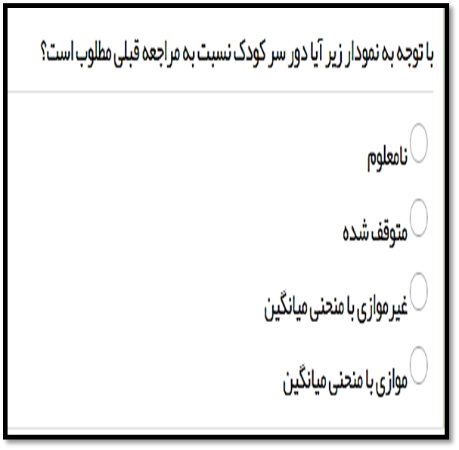 با توجه به نمودار زیر آیا دور سر کودک نسبت به مراجعه قبلی مطلوب است؟
نامعلوم
متوقف شده
غیر موازی با منحنی میانگین
موازی با منحنی میانگین